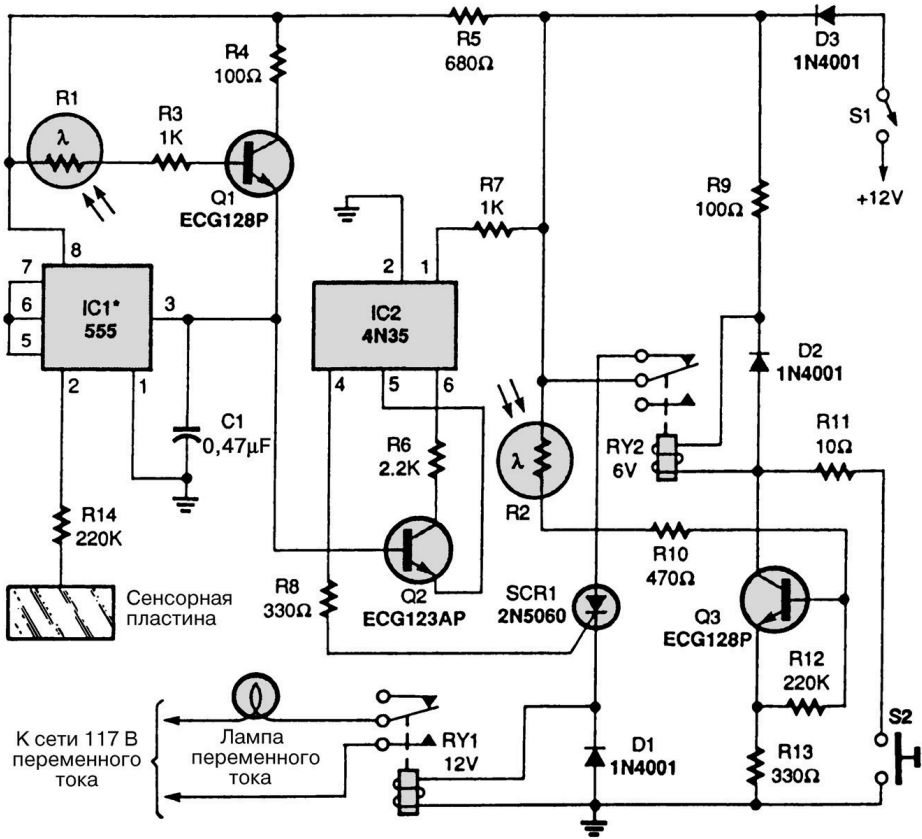 R4
100Ω
R5
680Ω
D3
1N4001
R1
λ
R3
1K
S1
Q1
ECG128P
R7
1K
R9
100Ω
+12V
8
7
6
5
IC1*
555
3
2
1
2
1
IC2
4N35
4
5
6
D2
1N4001
C1
0,47μF
R6
2.2K
λ
R2
RY2
6V
R11
10Ω
R14
220K
R10
470Ω
Сенсорная
пластина
R8
330Ω
Q2
ECG123AP
SCR1
2N5060
Q3
ECG128P
R12
220K
S2
К сети 117 В
переменного
тока
Лампа
переменного
тока
RY1
12V
D1
1N4001
R13
330Ω